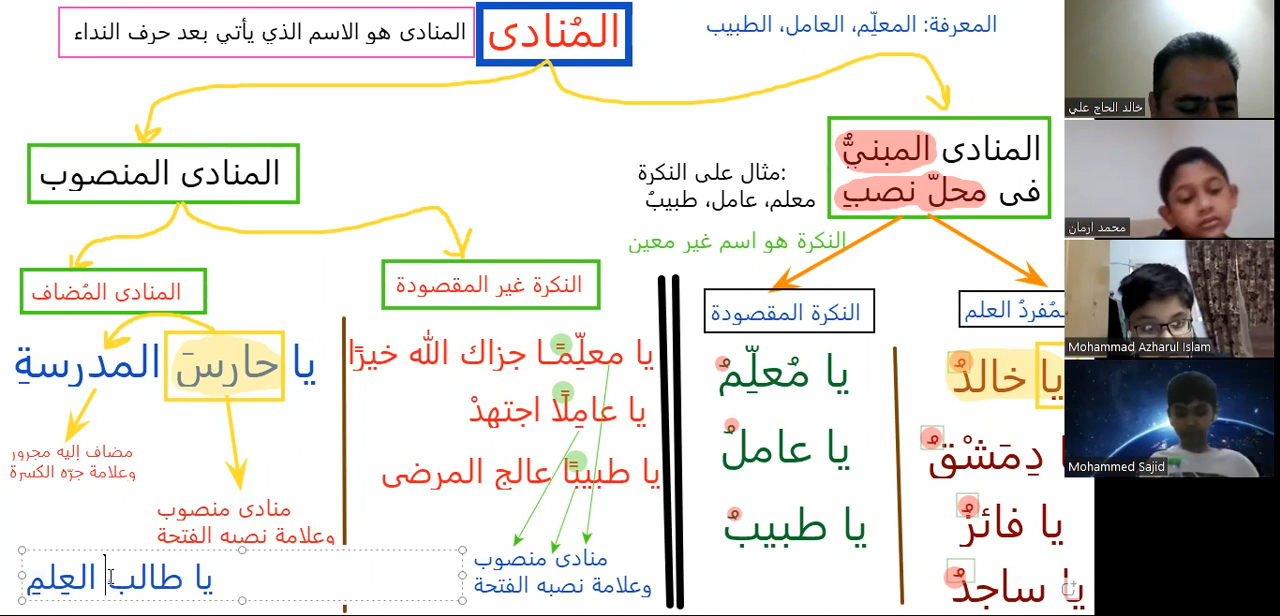 المعرفة: المعلِّم، العامل، الطبيب
المُنادى
المنادى هو الاسم الذي يأتي بعد حرف النداء
المنادى المبنيُّ
فى محلّ نصبِ
مثال على النكرة:
معلم، عامل، طبيبُ
النكرة هو اسم غير معين
المنادى المنصوب
مُفردُ العلم
يا خالدُ
يا دِمَشْقُ
يا فائزُ
يا ساجدُ
النكرة المقصودة
يا مُعلِّمُ
يا عاملُ
يا طبيبُ
النكرة غير المقصودة
يا معلِّمًـا جزاك الله خيرًا
يا عامِلًا اجتهدْ
يا طبيبًا عالج المرضى
منادى منصوب
وعلامة نصبه الفتحة
المنادى المُضاف
يا حارسَ المدرسةِ
مضاف إليه مجرور
وعلامة جرّه الكسرة
منادى منصوب
وعلامة نصبه الفتحة
يا طالب العِلمِ
خالد الحاج علي
محمد ارمان
Mohammad Azharul Islam
Mohammed Sajid